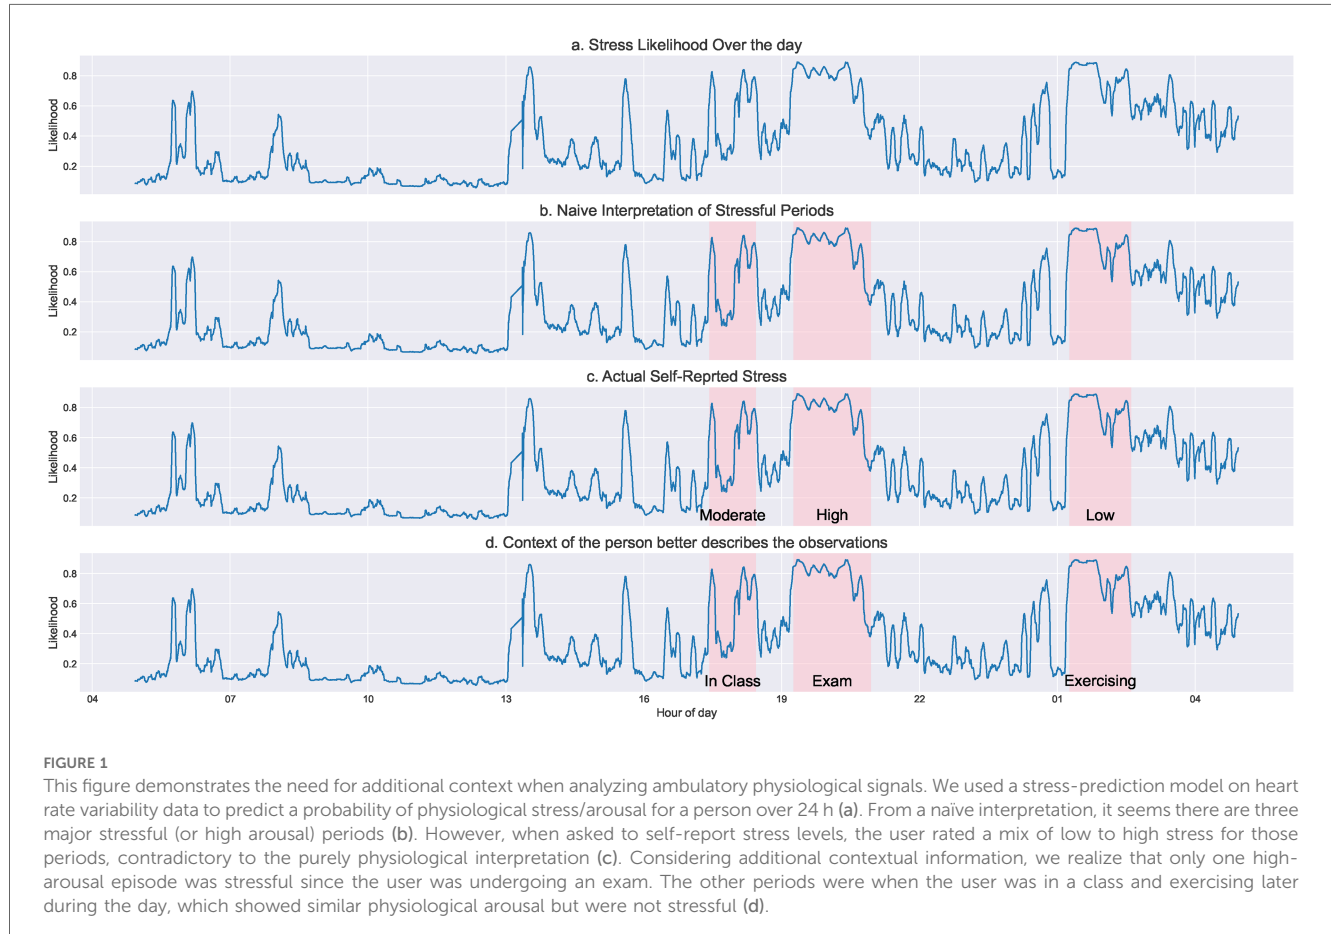 a. Stress Likelihood Over the day
Likelihood
0.8
0.6
0.4
0.2
b. Naive Interpretation of Stressful Periods
Likelihood
0.8
0.6
0.4
0.2
c. Actual Self-Reprted Stress
Likelihood
0.8
0.6
0.4
0.2
Moderate High Low
d. Context of the person better describes the observations
Likelihood
0.8
0.6
0.4
0.2
In Class Exam Exercising
04 07 10 13 16 19 22 01 04
Hour of day
FIGURE 1
This figure demonstrates the need for additional context when analyzing ambulatory physiological signals. We used a stress-prediction model on heart
rate variability data to predict a probability of physiological stress/arousal for a person over 24 h (a). From a naïve interpretation, it seems there are three
major stressful (or high arousal) periods (b). However, when asked to self-report stress levels, the user rated a mix of low to high stress for those
periods, contradictory to the purely physiological interpretation (c). Considering additional contextual information, we realize that only one high-
arousal episode was stressful since the user was undergoing an exam. The other periods were when the user was in a class and exercising later
during the day, which showed similar physiological arousal but were not stressful (d).